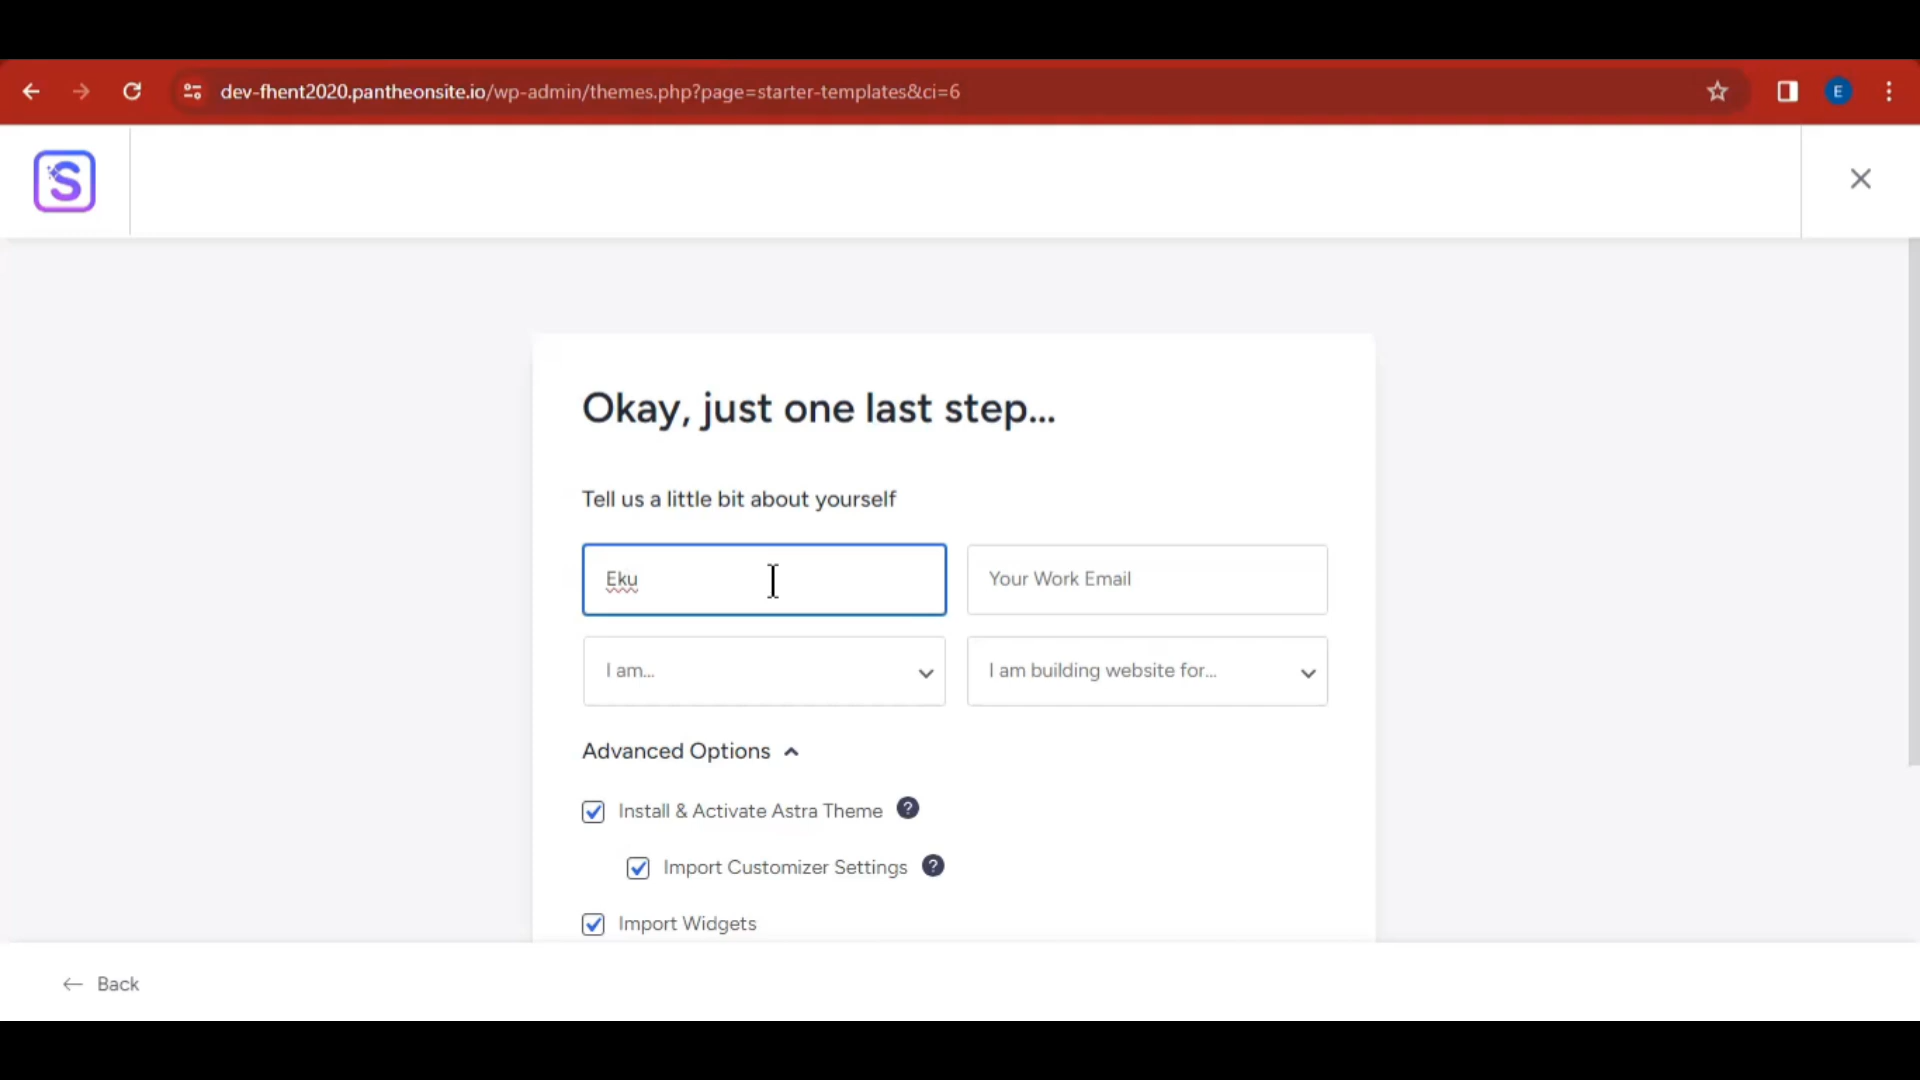 dev-fhent2020.pantheonsite.io/wp-admin/themes.php?page=starter-templates&ci=6
E
S
Okay, just one last step...
Tell us a little bit about yourself
Eku
Your Work Email
I am...
I am building website for...
Advanced Options
Install & Activate Astra Theme ?
Import Customizer Settings ?
Import Widgets
Back